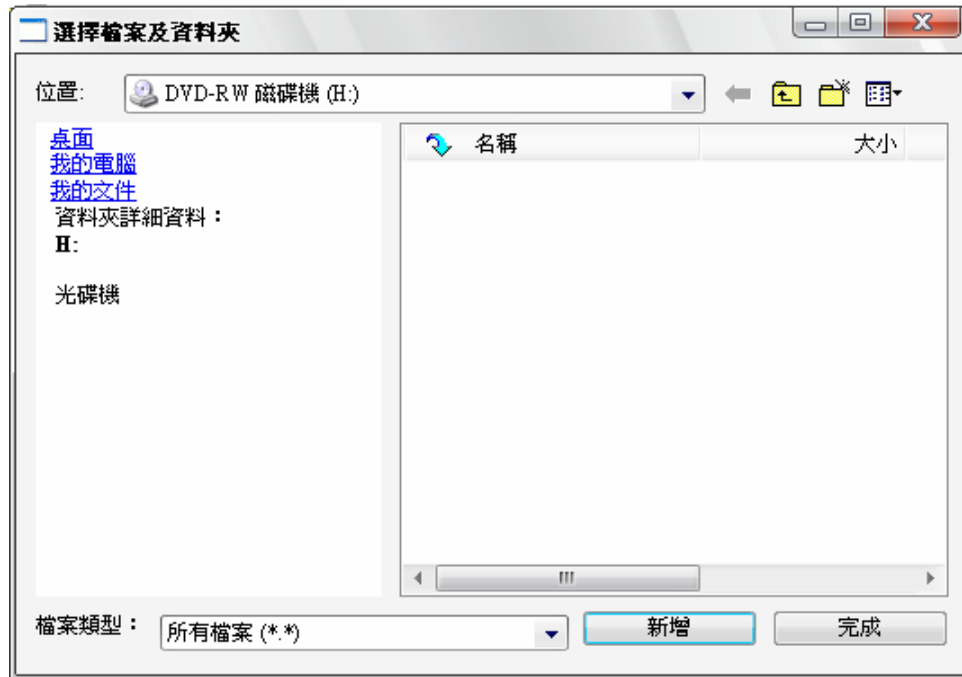 選擇檔案及資料夾
位置: DVD-RW 磁碟機 (H:)
桌面
我的電腦
我的文件
資料夾詳細資料：
H:
光碟機
名稱 大小
檔案類型： 所有檔案 (*.*) 新增 完成